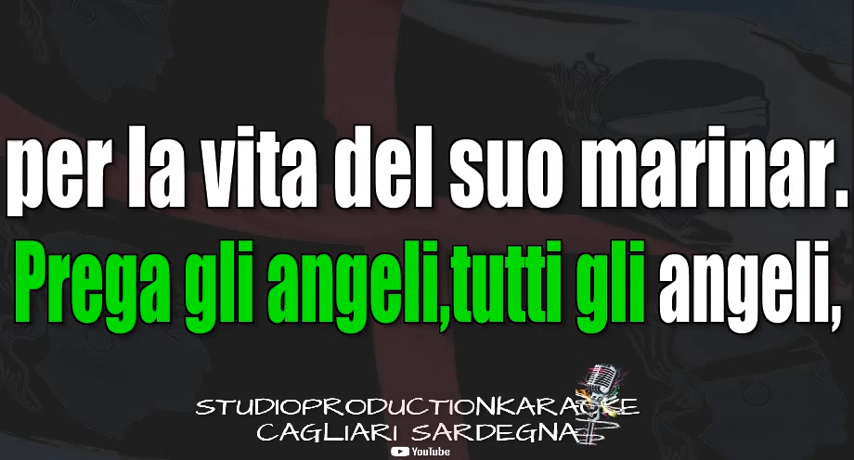 per la vita del suo marinar.
Prega gli angeli,tutti gli angeli,
STUDIOPRODUCTIONKARAOKE
CAGLIARI SARDEGNA
YouTube